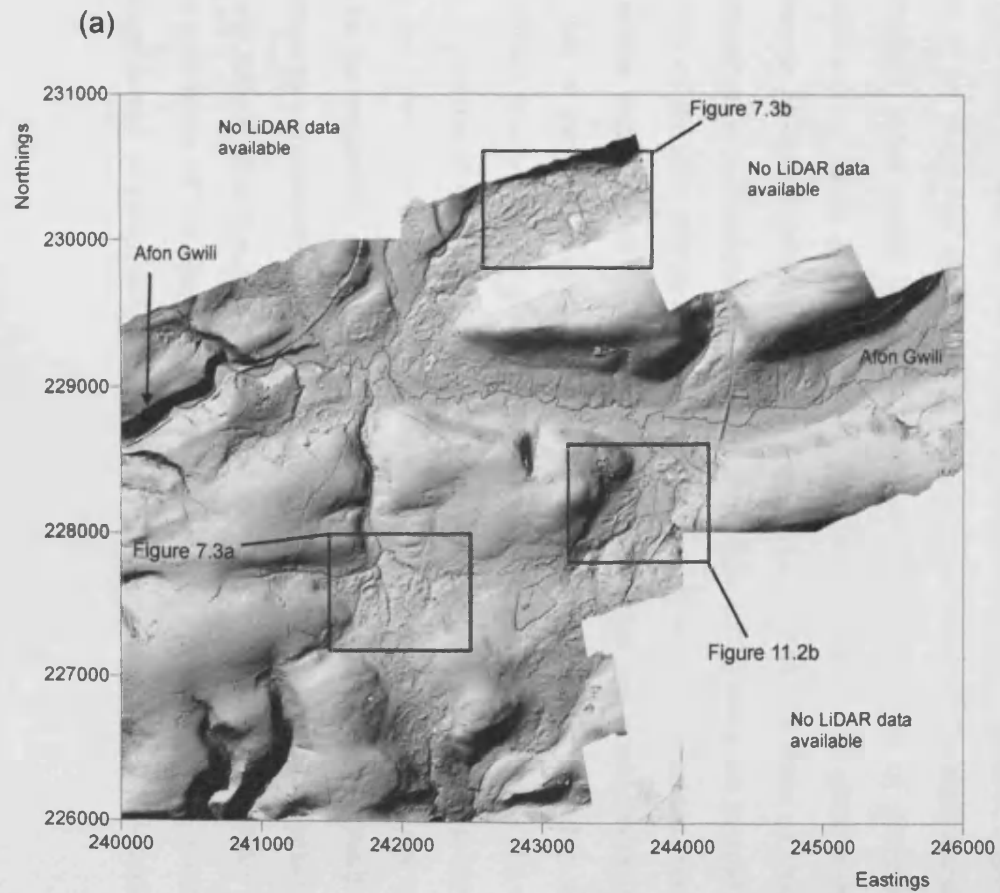 (a)
231000
Northings
No LiDAR data
available
Figure 7.3b
No LiDAR data
available
230000
Afon Gwili
229000
Afon Gwili
228000
Figure 7.3a
Figure 11.2b
227000
No LiDAR data
available
226000
240000
241000
242000
243000
244000
245000
246000
Eastings